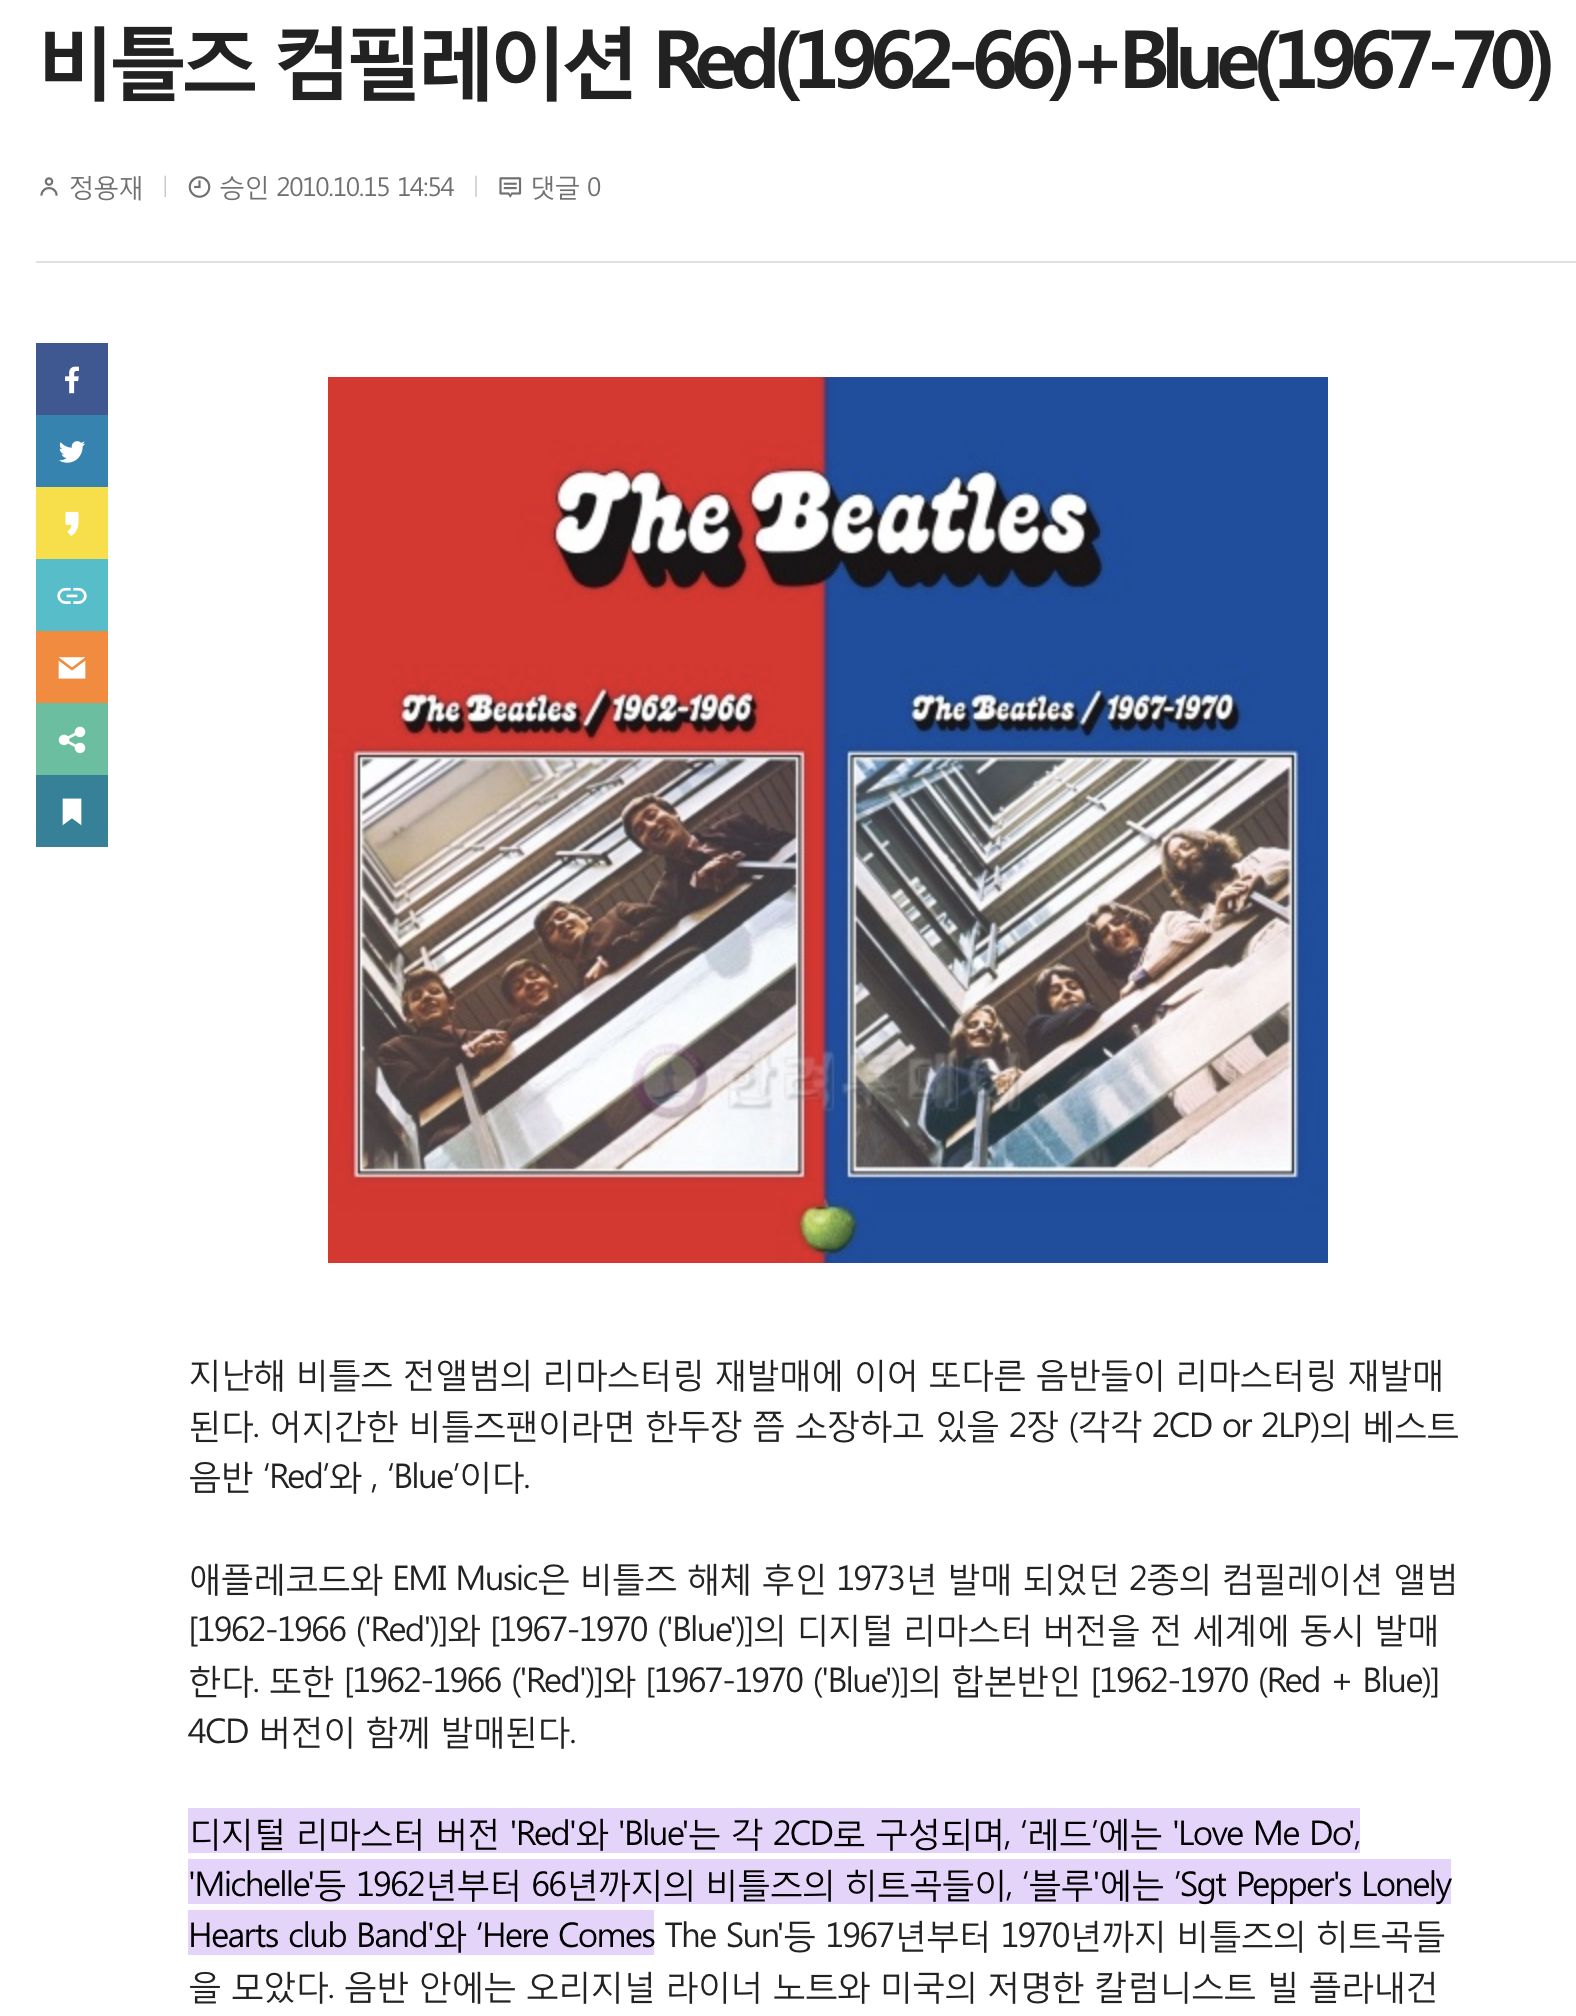 비틀즈 컴필레이션 Red(1962-66)+Blue(1967-70)
정용재
승인 2010.10.15 14:54
댓글 0
The Beatles
The Beatles / 1962-1966
The Beatles / 1967-1970
한려투데이.
지난해 비틀즈 전앨범의 리마스터링 재발매에 이어 또다른 음반들이 리마스터링 재발매
된다. 어지간한 비틀즈팬이라면 한두장 쯤 소장하고 있을 2장 (각각 2CD or 2LP)의 베스트
음반 ‘Red’와 , ‘Blue’이다.
애플레코드와 EMI Music은 비틀즈 해체 후인 1973년 발매 되었던 2종의 컴필레이션 앨범
[1962-1966 ('Red')]와 [1967-1970 ('Blue')]의 디지털 리마스터 버전을 전 세계에 동시 발매
한다. 또한 [1962-1966 ('Red')]와 [1967-1970 ('Blue')]의 합본반인 [1962-1970 (Red + Blue)]
4CD 버전이 함께 발매된다.
디지털 리마스터 버전 'Red'와 'Blue'는 각 2CD로 구성되며, ‘레드’에는 'Love Me Do',
'Michelle'등 1962년부터 66년까지의 비틀즈의 히트곡들이, ‘블루'에는 ‘Sgt Pepper's Lonely
Hearts club Band'와 ‘Here Comes The Sun'등 1967년부터 1970년까지 비틀즈의 히트곡들
을 모았다. 음반 안에는 오리지널 라이너 노트와 미국의 저명한 칼럼니스트 빌 플라내건